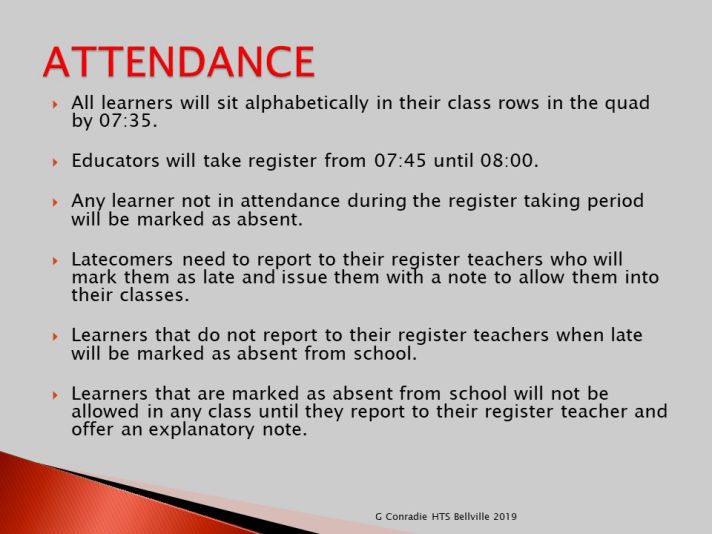 ATTENDANCE
All learners will sit alphabetically in their class rows in the quad
by 07:35.
Educators will take register from 07:45 until 08:00.
Any learner not in attendance during the register taking period
will be marked as absent.
Latecomers need to report to their register teachers who will
mark them as late and issue them with a note to allow them into
their classes.
Learners that do not report to their register teachers when late
will be marked as absent from school.
Learners that are marked as absent from school will not be
allowed in any class until they report to their register teacher and
offer an explanatory note.
G Conradie HTS Bellville 2019